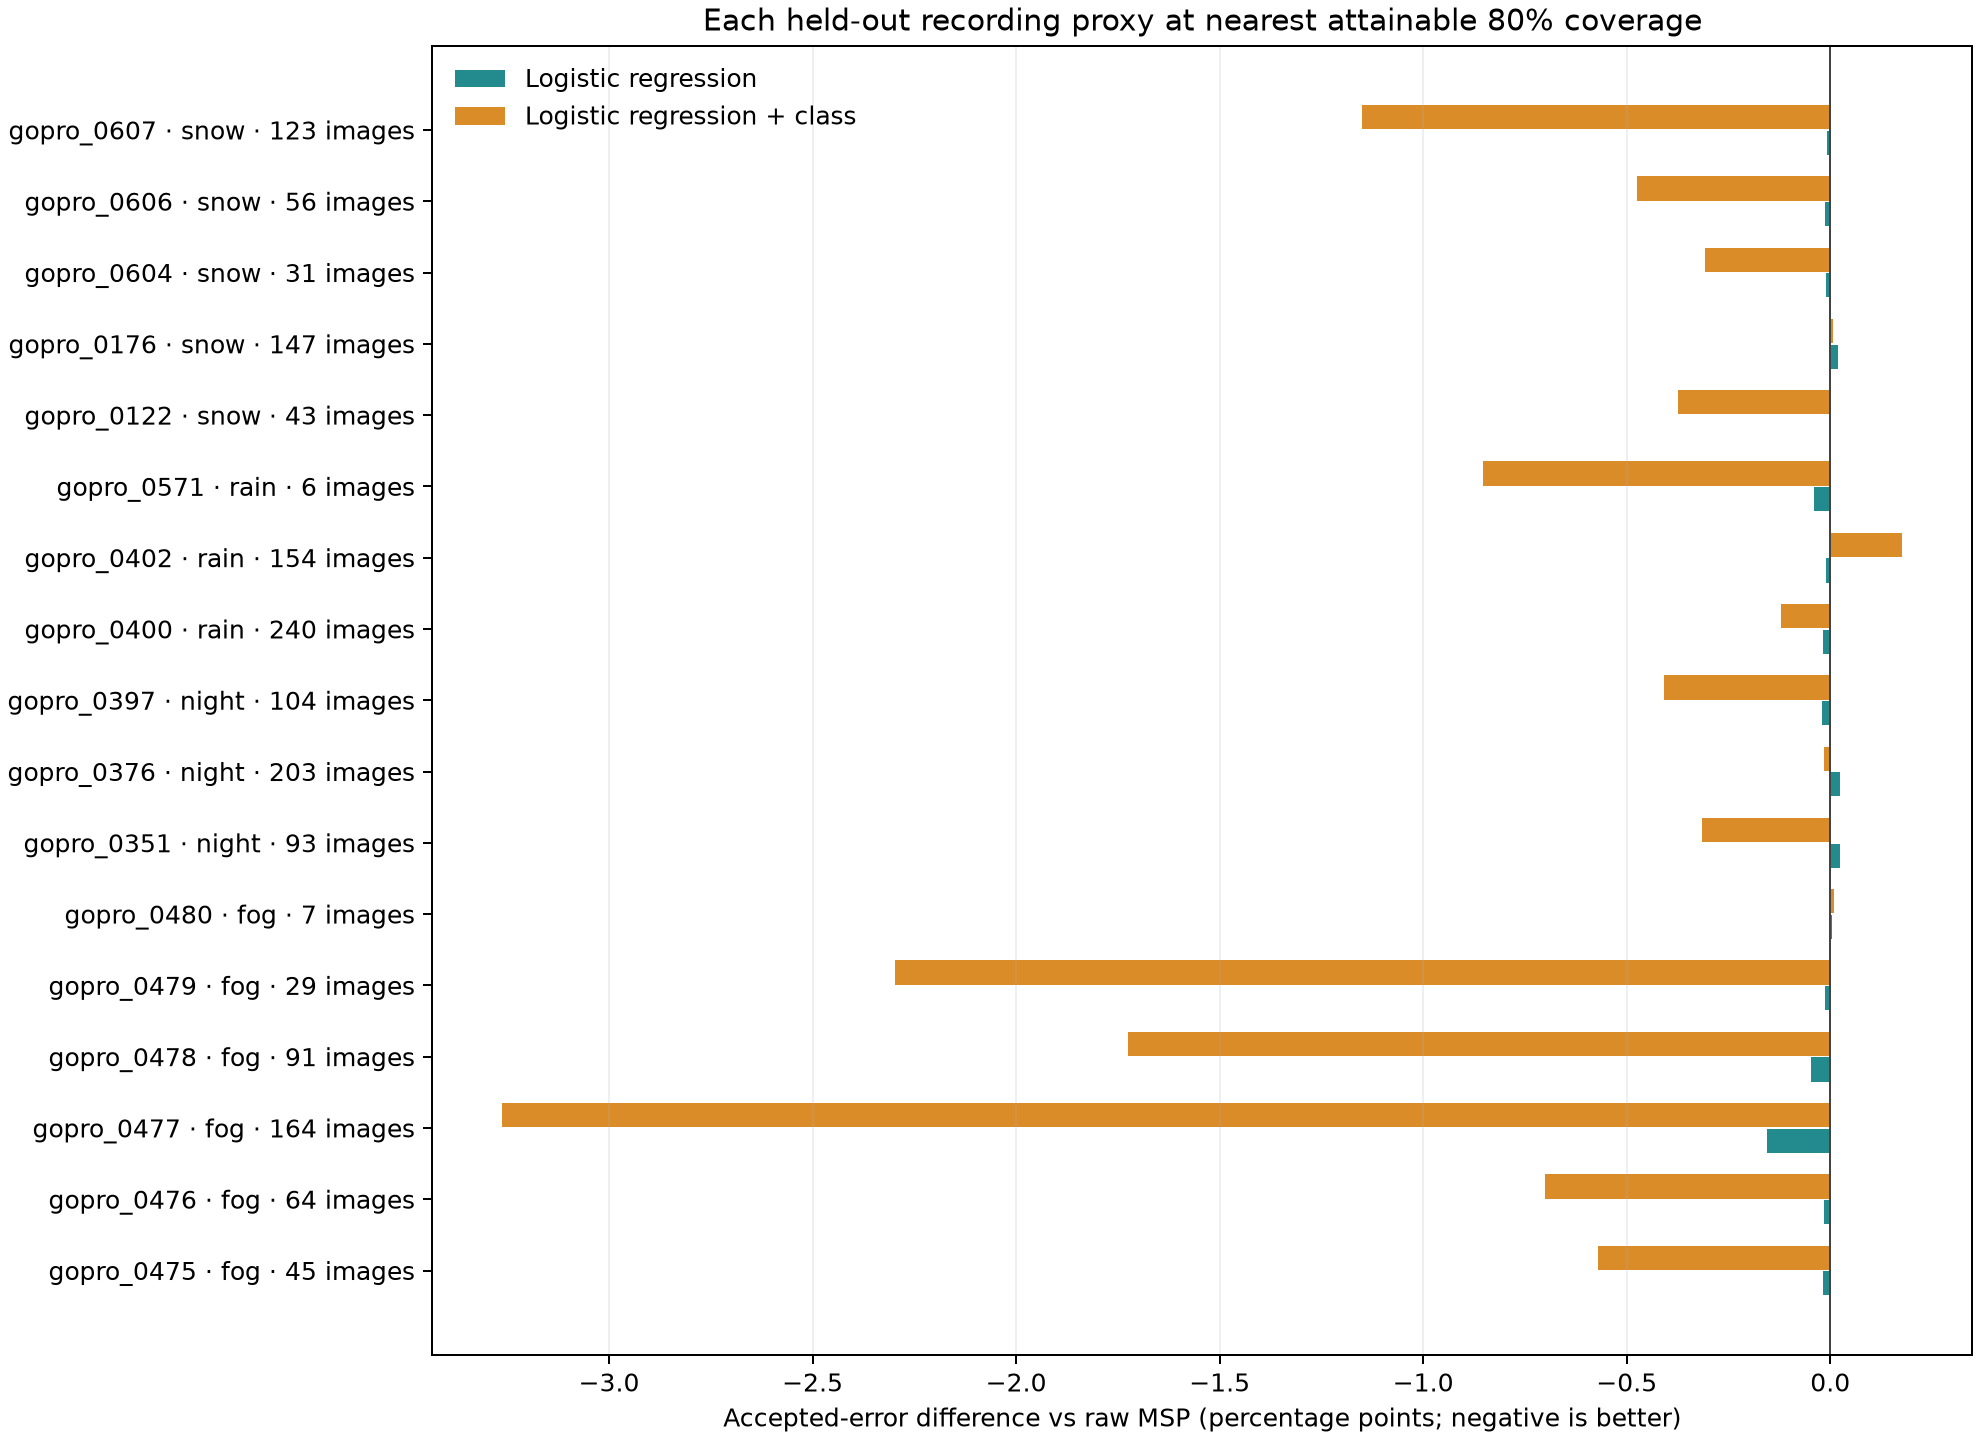 Each held-out recording proxy at nearest attainable 80% coverage
Logistic regression
Logistic regression + class
gopro_0607 · snow · 123 images
gopro_0606 · snow · 56 images
gopro_0604 · snow · 31 images
gopro_0176 · snow · 147 images
gopro_0122 · snow · 43 images
gopro_0571 · rain · 6 images
gopro_0402 · rain · 154 images
gopro_0400 · rain · 240 images
gopro_0397 · night · 104 images
gopro_0376 · night · 203 images
gopro_0351 · night · 93 images
gopro_0480 · fog · 7 images
gopro_0479 · fog · 29 images
gopro_0478 · fog · 91 images
gopro_0477 · fog · 164 images
gopro_0476 · fog · 64 images
gopro_0475 · fog · 45 images
−3.0 −2.5 −2.0 −1.5 −1.0 −0.5 0.0
Accepted-error difference vs raw MSP (percentage points; negative is better)